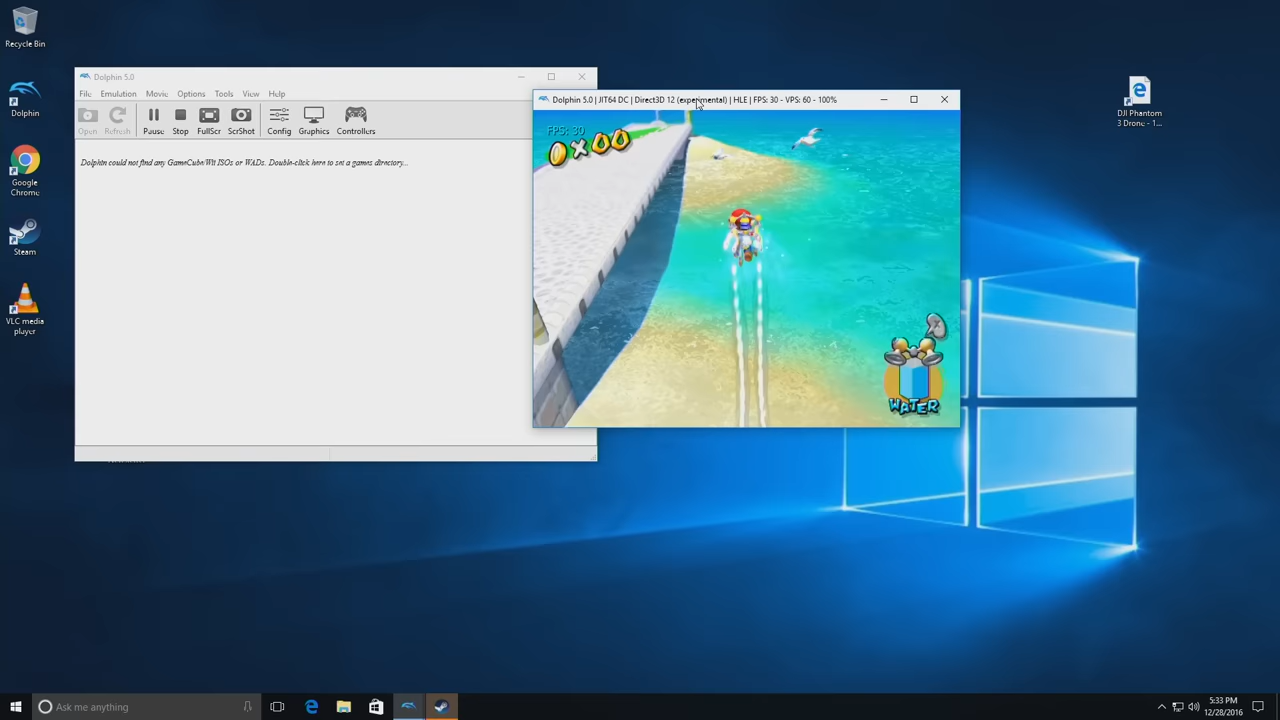 Recycle Bin
Dolphin
Google
Chrome
Steam
VLC media
player
DJI Phantom
3 Drone - 1...
Dolphin 5.0
File Emulation Movie Options Tools View Help
Open Refresh Pause Stop FullScr ScrShot Config Graphics Controllers
Dolphin could not find any GameCube/Wii ISOs or WADs. Double-click here to set a games directory...
Dolphin 5.0 | JIT64 DC | Direct3D 12 (experimental) | HLE | FPS: 30 - VPS: 60 - 100%
FPS: 30
0×00
WATER
Ask me anything
5:33 PM
12/28/2016